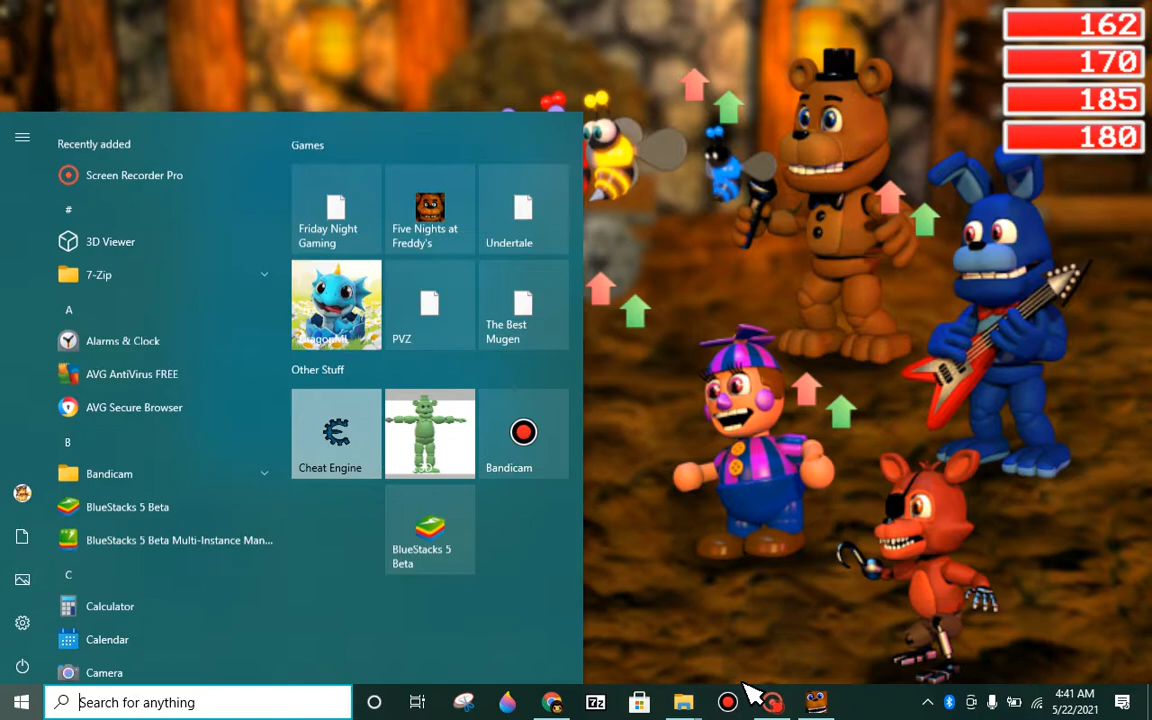 162
170
185
180
Recently added
Screen Recorder Pro
#
3D Viewer
7-Zip
A
Alarms & Clock
AVG AntiVirus FREE
AVG Secure Browser
B
Bandicam
BlueStacks 5 Beta
BlueStacks 5 Beta Multi-Instance Man...
C
Calculator
Calendar
Camera
Games
Friday Night
Gaming
Five Nights at
Freddy's
Undertale
PVZ
The Best
Mugen
Other Stuff
Cheat Engine
Bandicam
BlueStacks 5
Beta
Search for anything
4:41 AM
5/22/2021